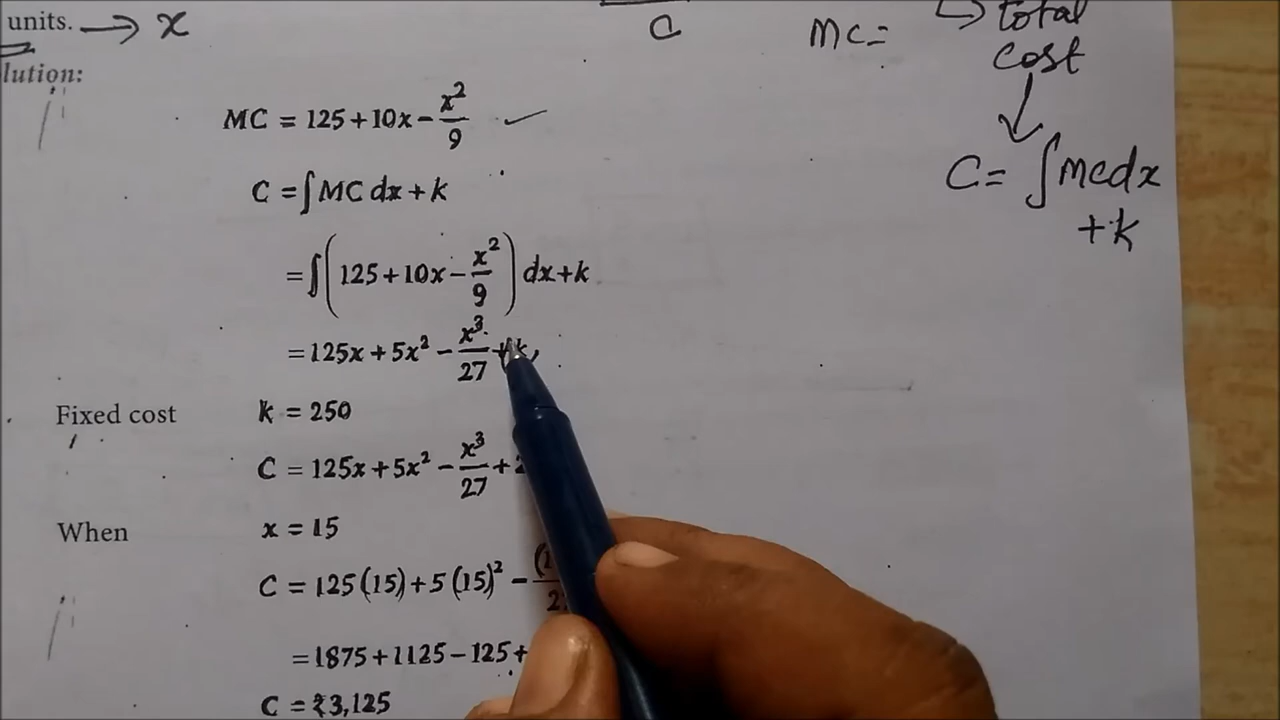 units. → x
C
MC =
↳ total
cost
↓
C = ∫ mc dx
+ k
lution:
MC = 125 + 10x − x²/9 ✓
C = ∫ MC dx + k
= ∫ ( 125 + 10x − x²/9 ) dx + k
= 125x + 5x² − x³/27 + k,
Fixed cost k = 250
C = 125x + 5x² − x³/27 + 2
When x = 15
C = 125(15) + 5(15)² −
= 1875 + 1125 − 125 +
C = ₹3,125